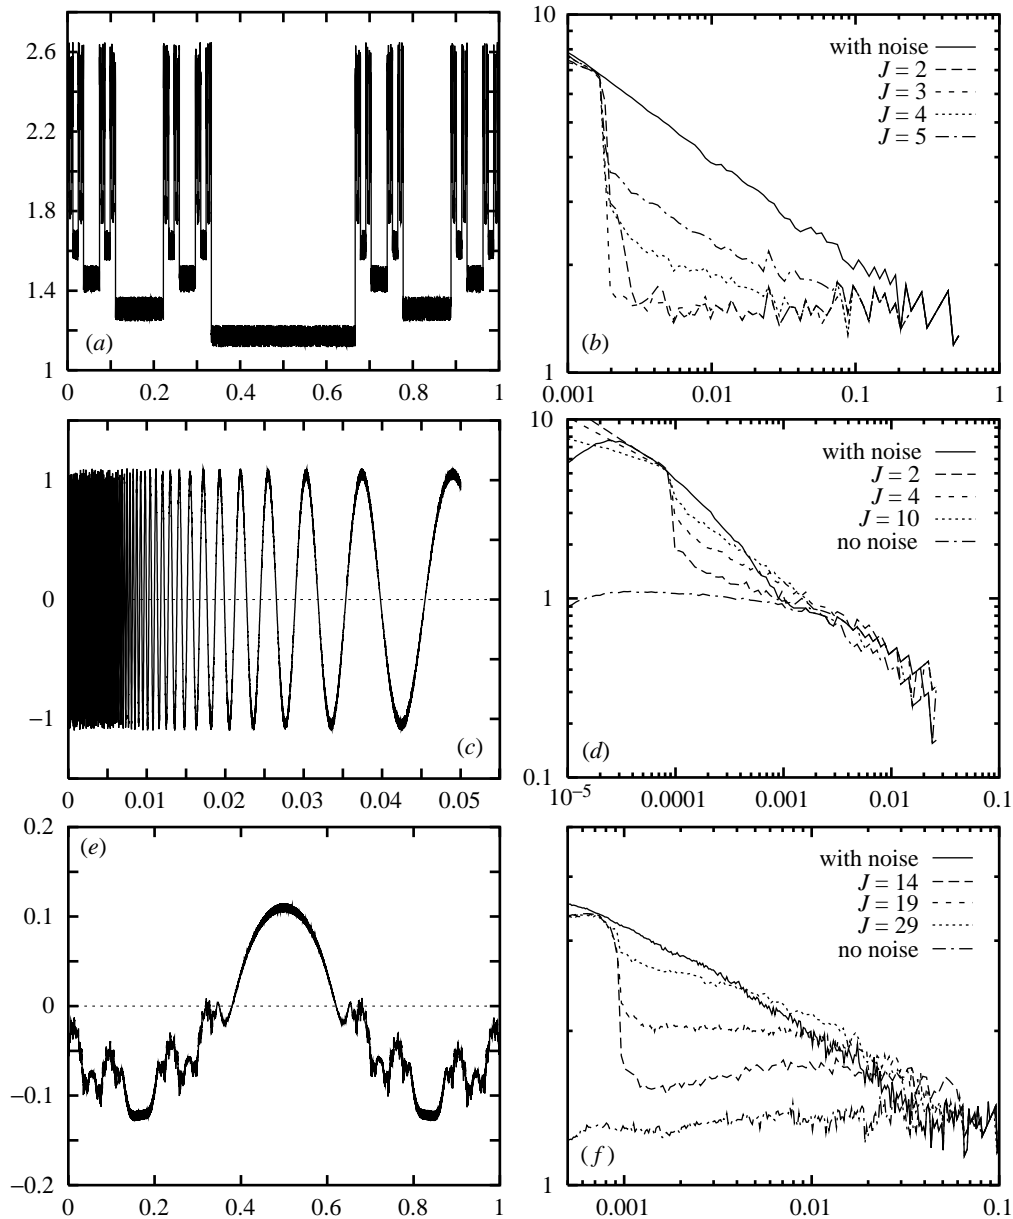 2.6
2.2
1.8
1.4
1
(a)
0 0.2 0.4 0.6 0.8 1
10
1
with noise
J = 2
J = 3
J = 4
J = 5
(b)
0.001 0.01 0.1 1
1
0
−1
(c)
0 0.01 0.02 0.03 0.04 0.05
10
1
0.1
with noise
J = 2
J = 4
J = 10
no noise
(d)
10⁻⁵ 0.0001 0.001 0.01 0.1
0.2
0.1
0
−0.1
−0.2
(e)
0 0.2 0.4 0.6 0.8 1
with noise
J = 14
J = 19
J = 29
no noise
(f)
1
0.001 0.01 0.1